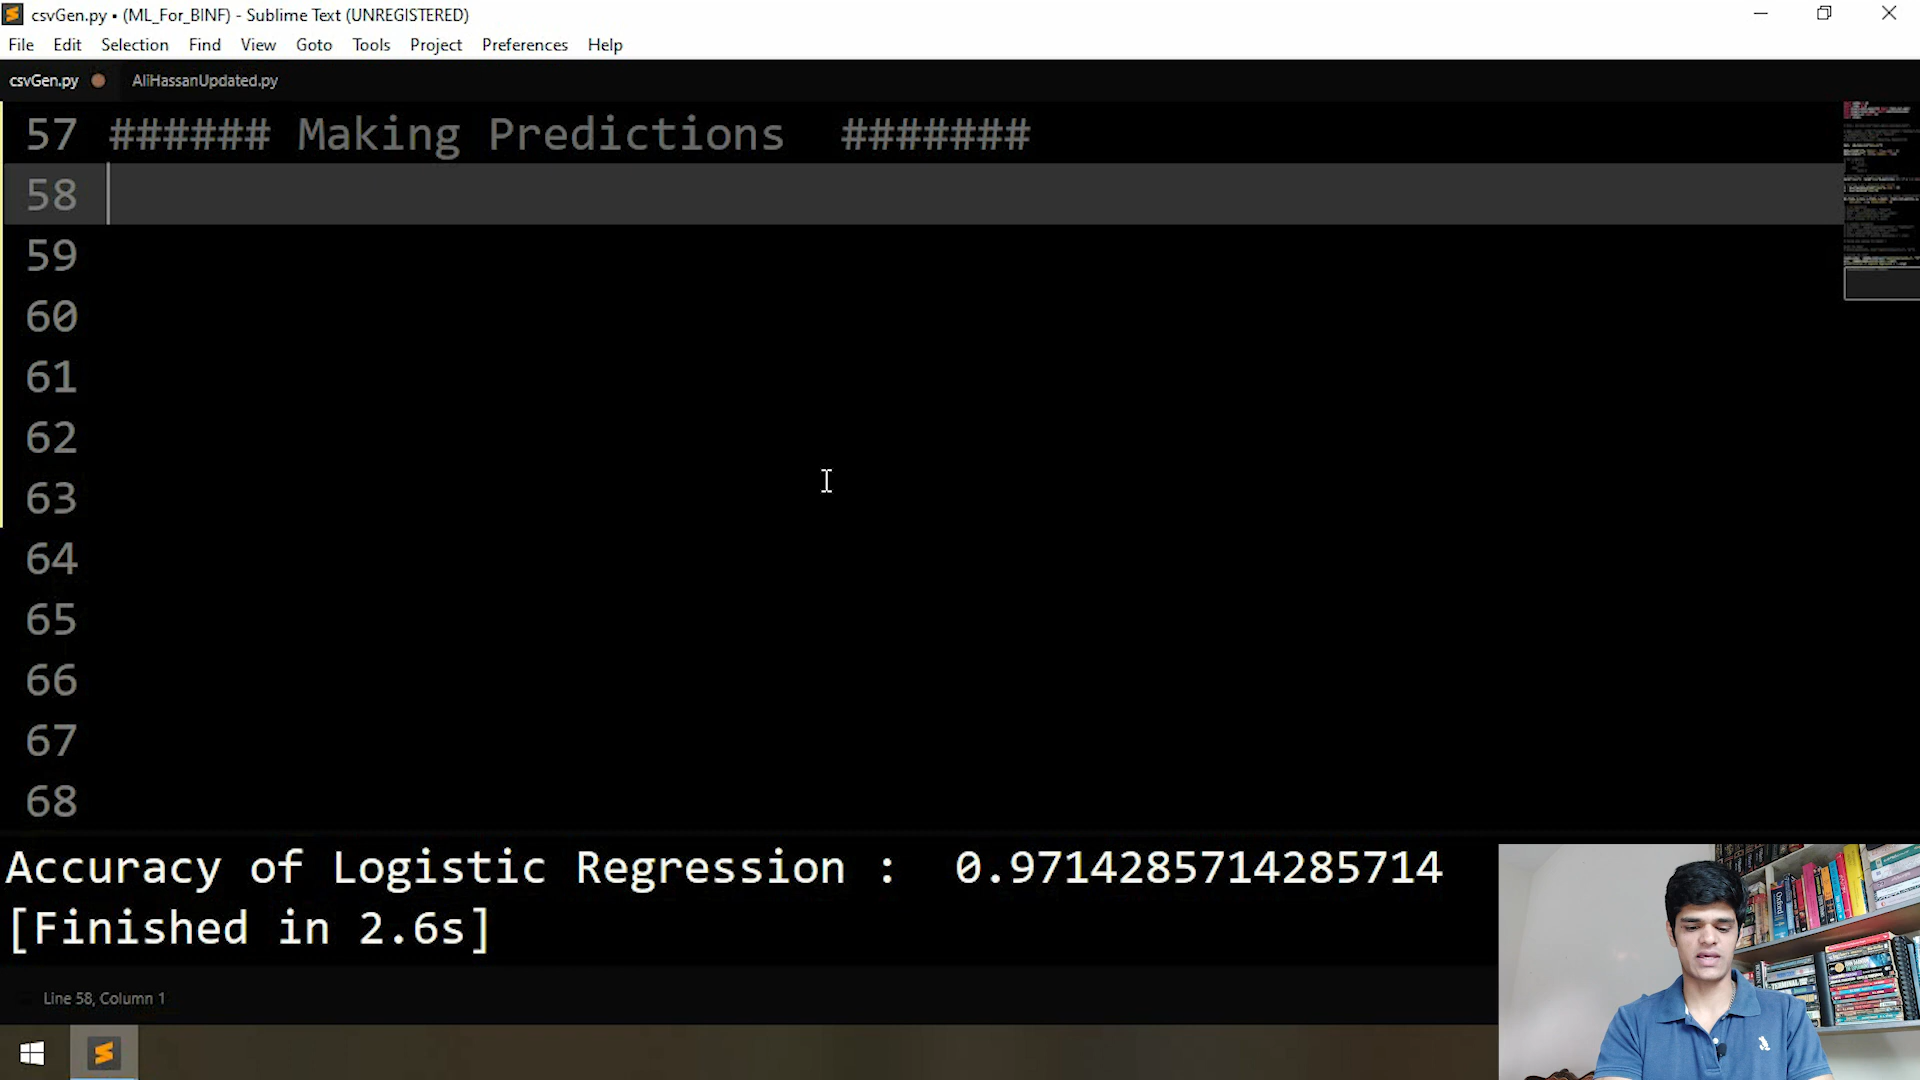 csvGen.py • (ML_For_BINF) - Sublime Text (UNREGISTERED)
File Edit Selection Find View Goto Tools Project Preferences Help
csvGen.py AliHassanUpdated.py
57 ###### Making Predictions #######
58
59
60
61
62
63
64
65
66
67
68
Accuracy of Logistic Regression : 0.9714285714285714
[Finished in 2.6s]
Line 58, Column 1